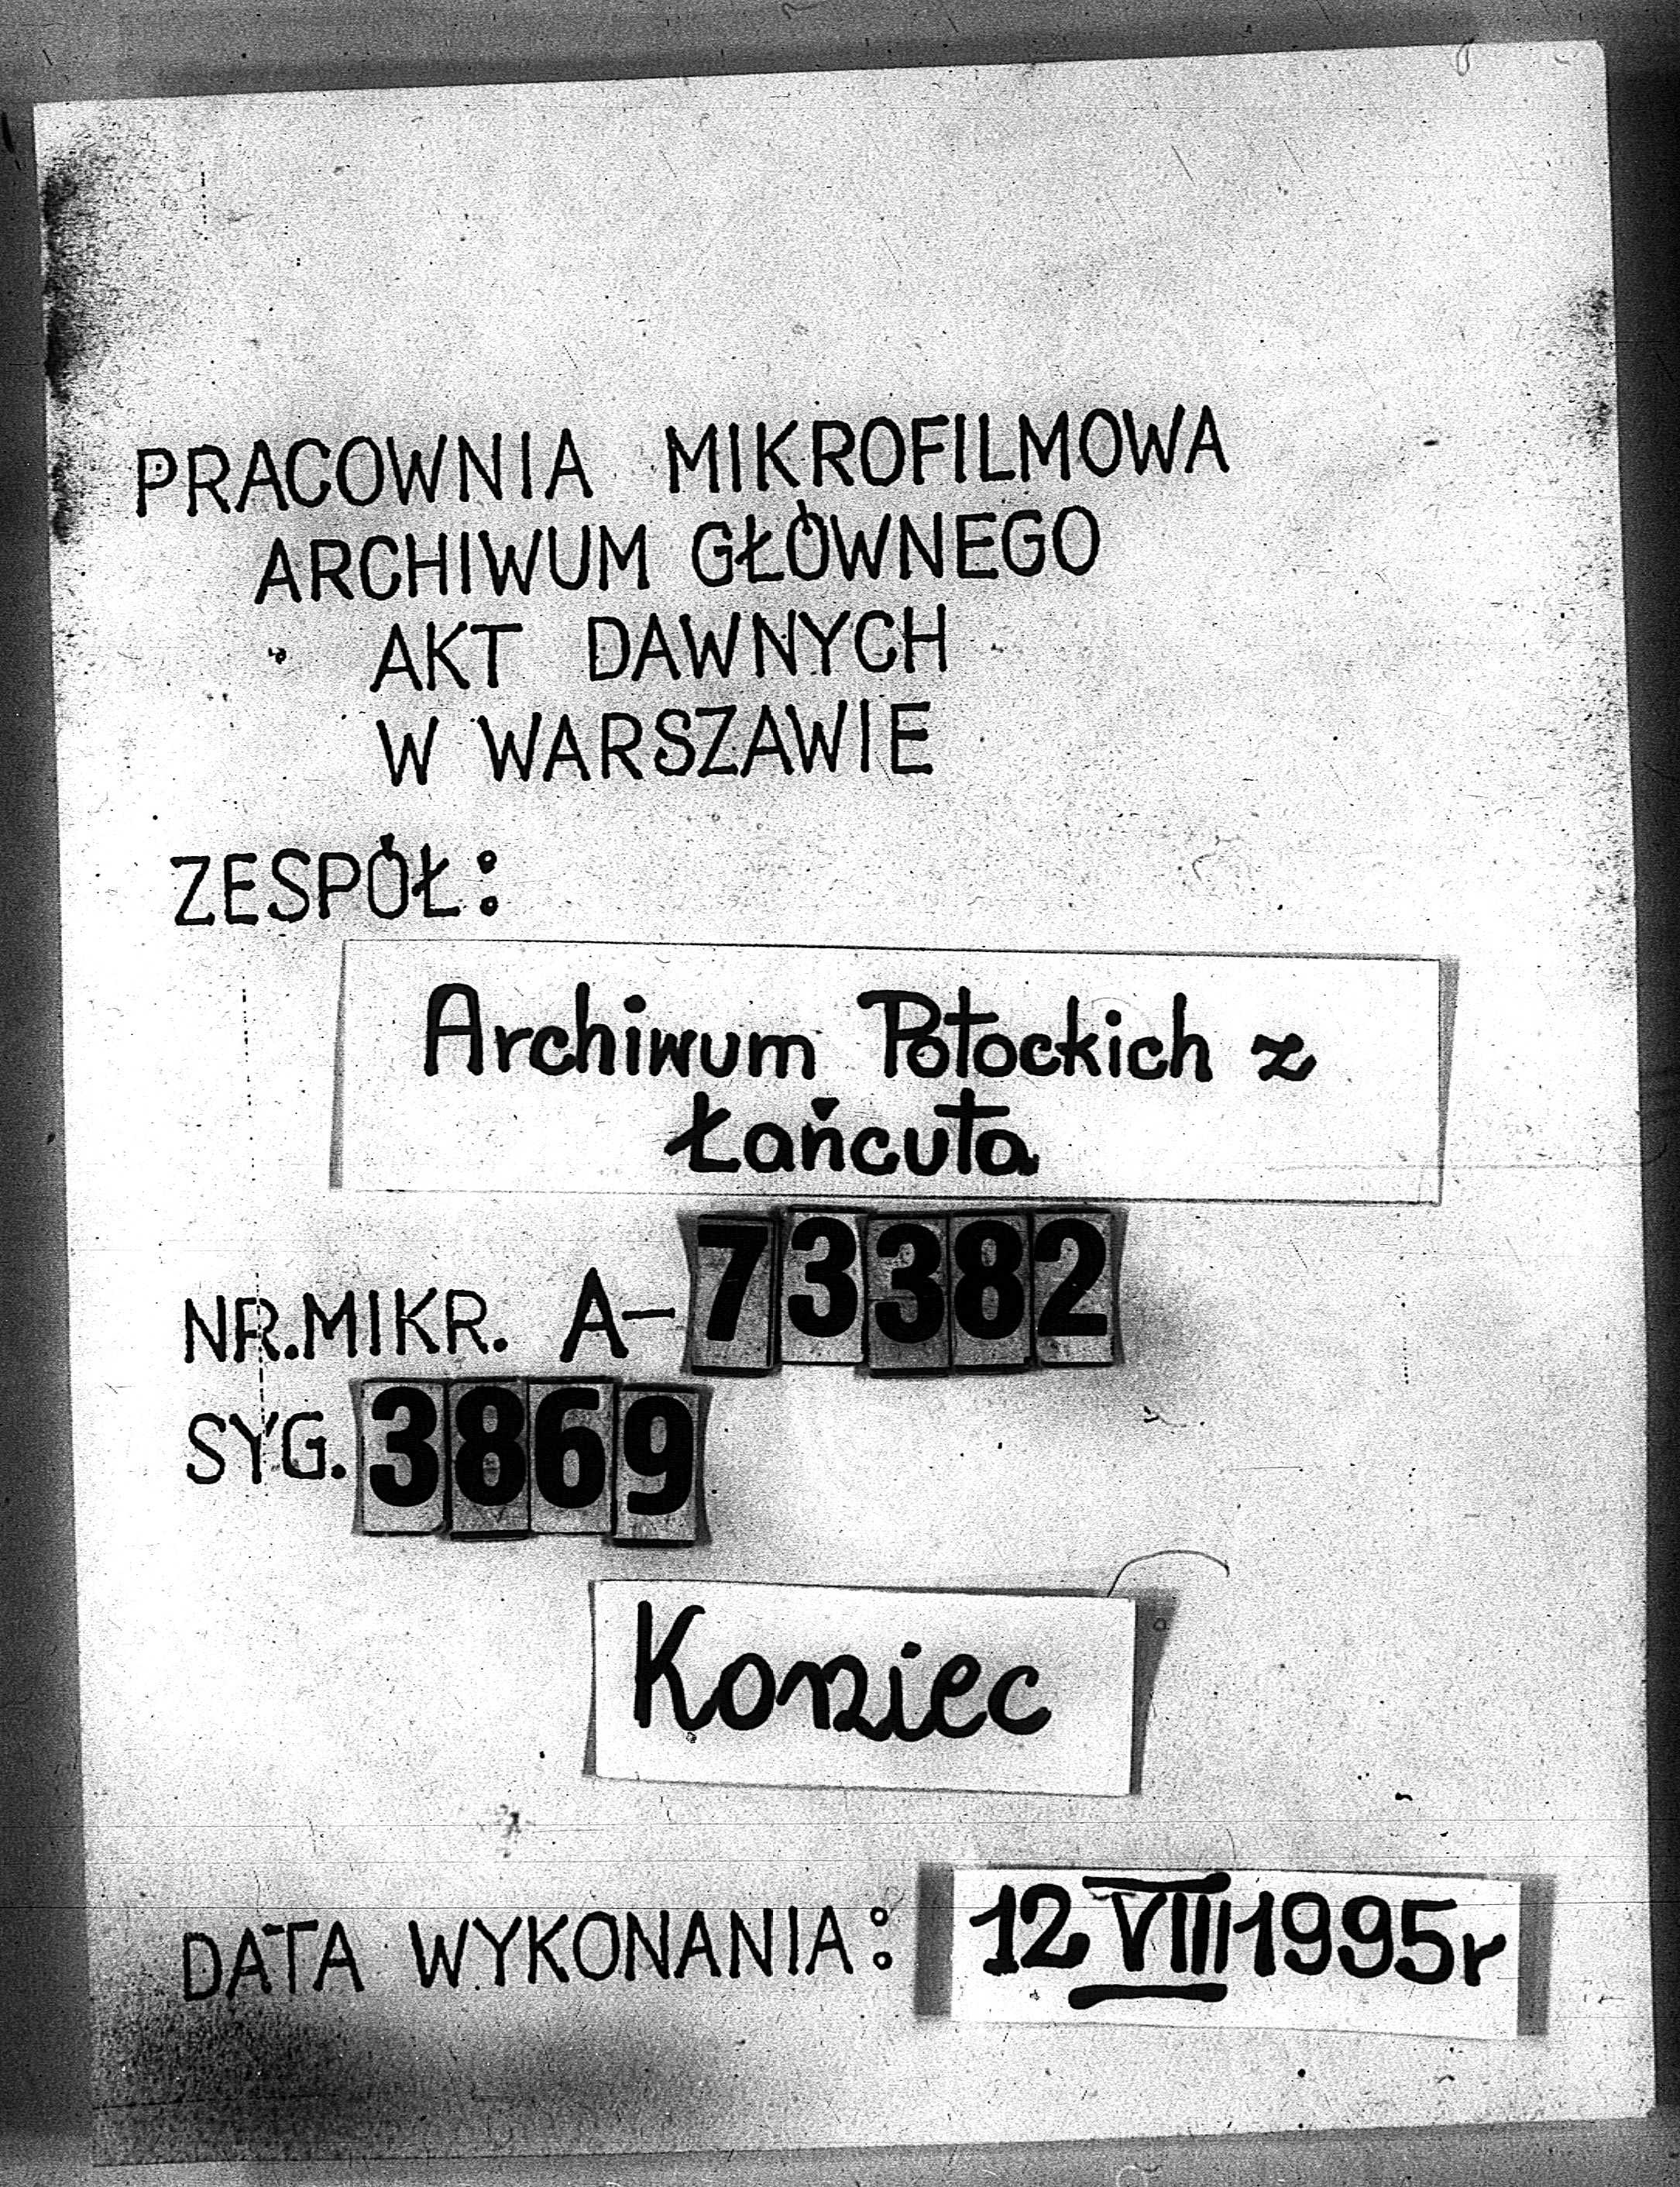 PRACOWNIA MIKROFILMOWA
ARCHIWUM GŁÓWNEGO
AKT DAWNYCH
W WARSZAWIE
ZESPÓŁ:
Archiwum Potockich z
Łańcuta
NR.MIKR. A-73382
SYG. 3869
Koniec
DATA WYKONANIA: 12 VIII 1995r